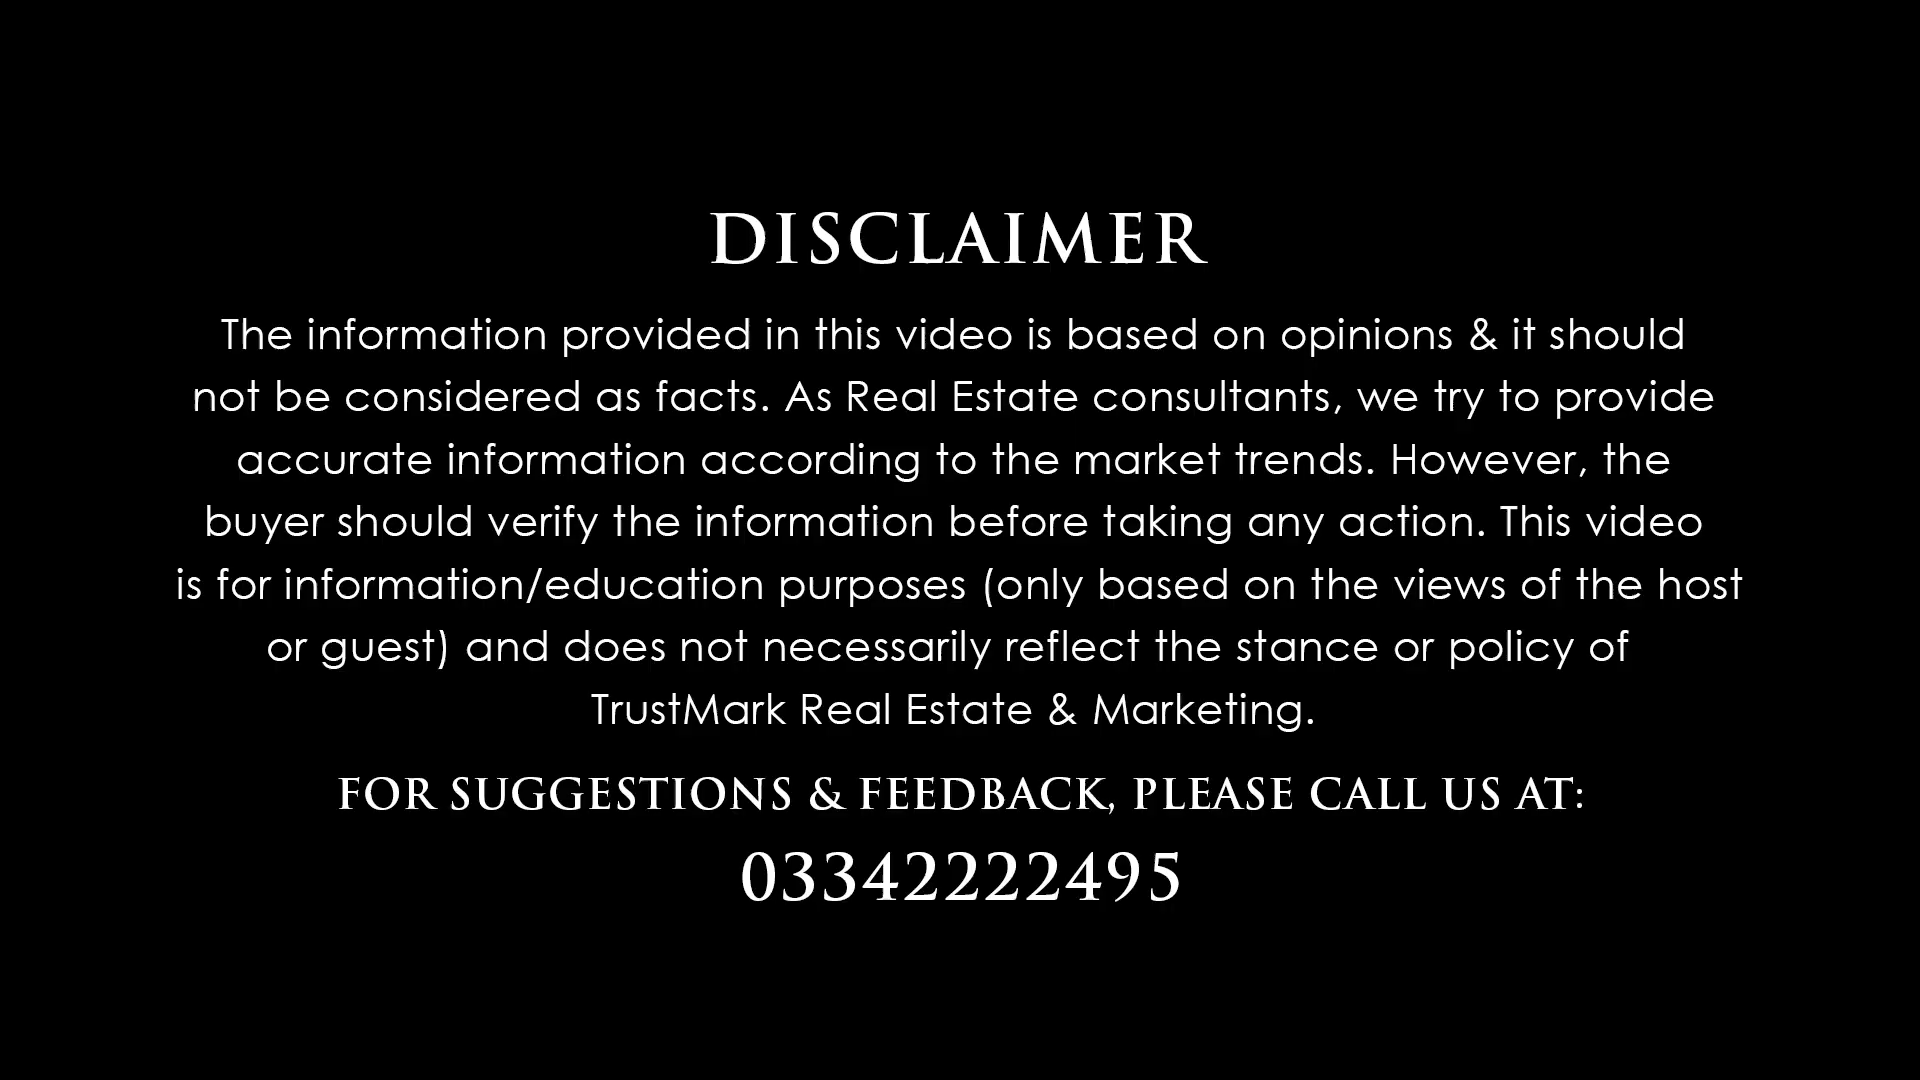 DISCLAIMER
The information provided in this video is based on opinions & it should
not be considered as facts. As Real Estate consultants, we try to provide
accurate information according to the market trends. However, the
buyer should verify the information before taking any action. This video
is for information/education purposes (only based on the views of the host
or guest) and does not necessarily reflect the stance or policy of
TrustMark Real Estate & Marketing.
FOR SUGGESTIONS & FEEDBACK, PLEASE CALL US AT:
03342222495